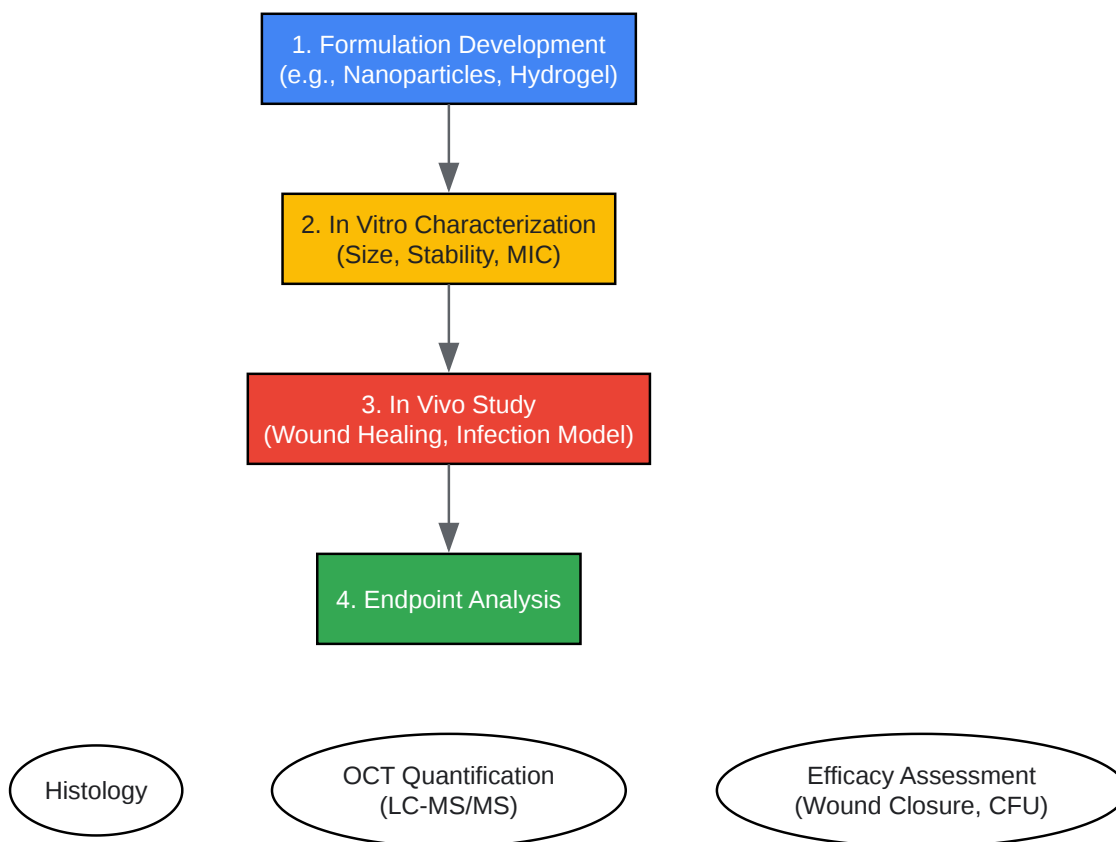 1. Formulation Development
(e.g., Nanoparticles, Hydrogel)
2. In Vitro Characterization
(Size, Stability, MIC)
3. In Vivo Study
(Wound Healing, Infection Model)
4. Endpoint Analysis
Histology
OCT Quantification
(LC-MS/MS)
Efficacy Assessment
(Wound Closure, CFU)